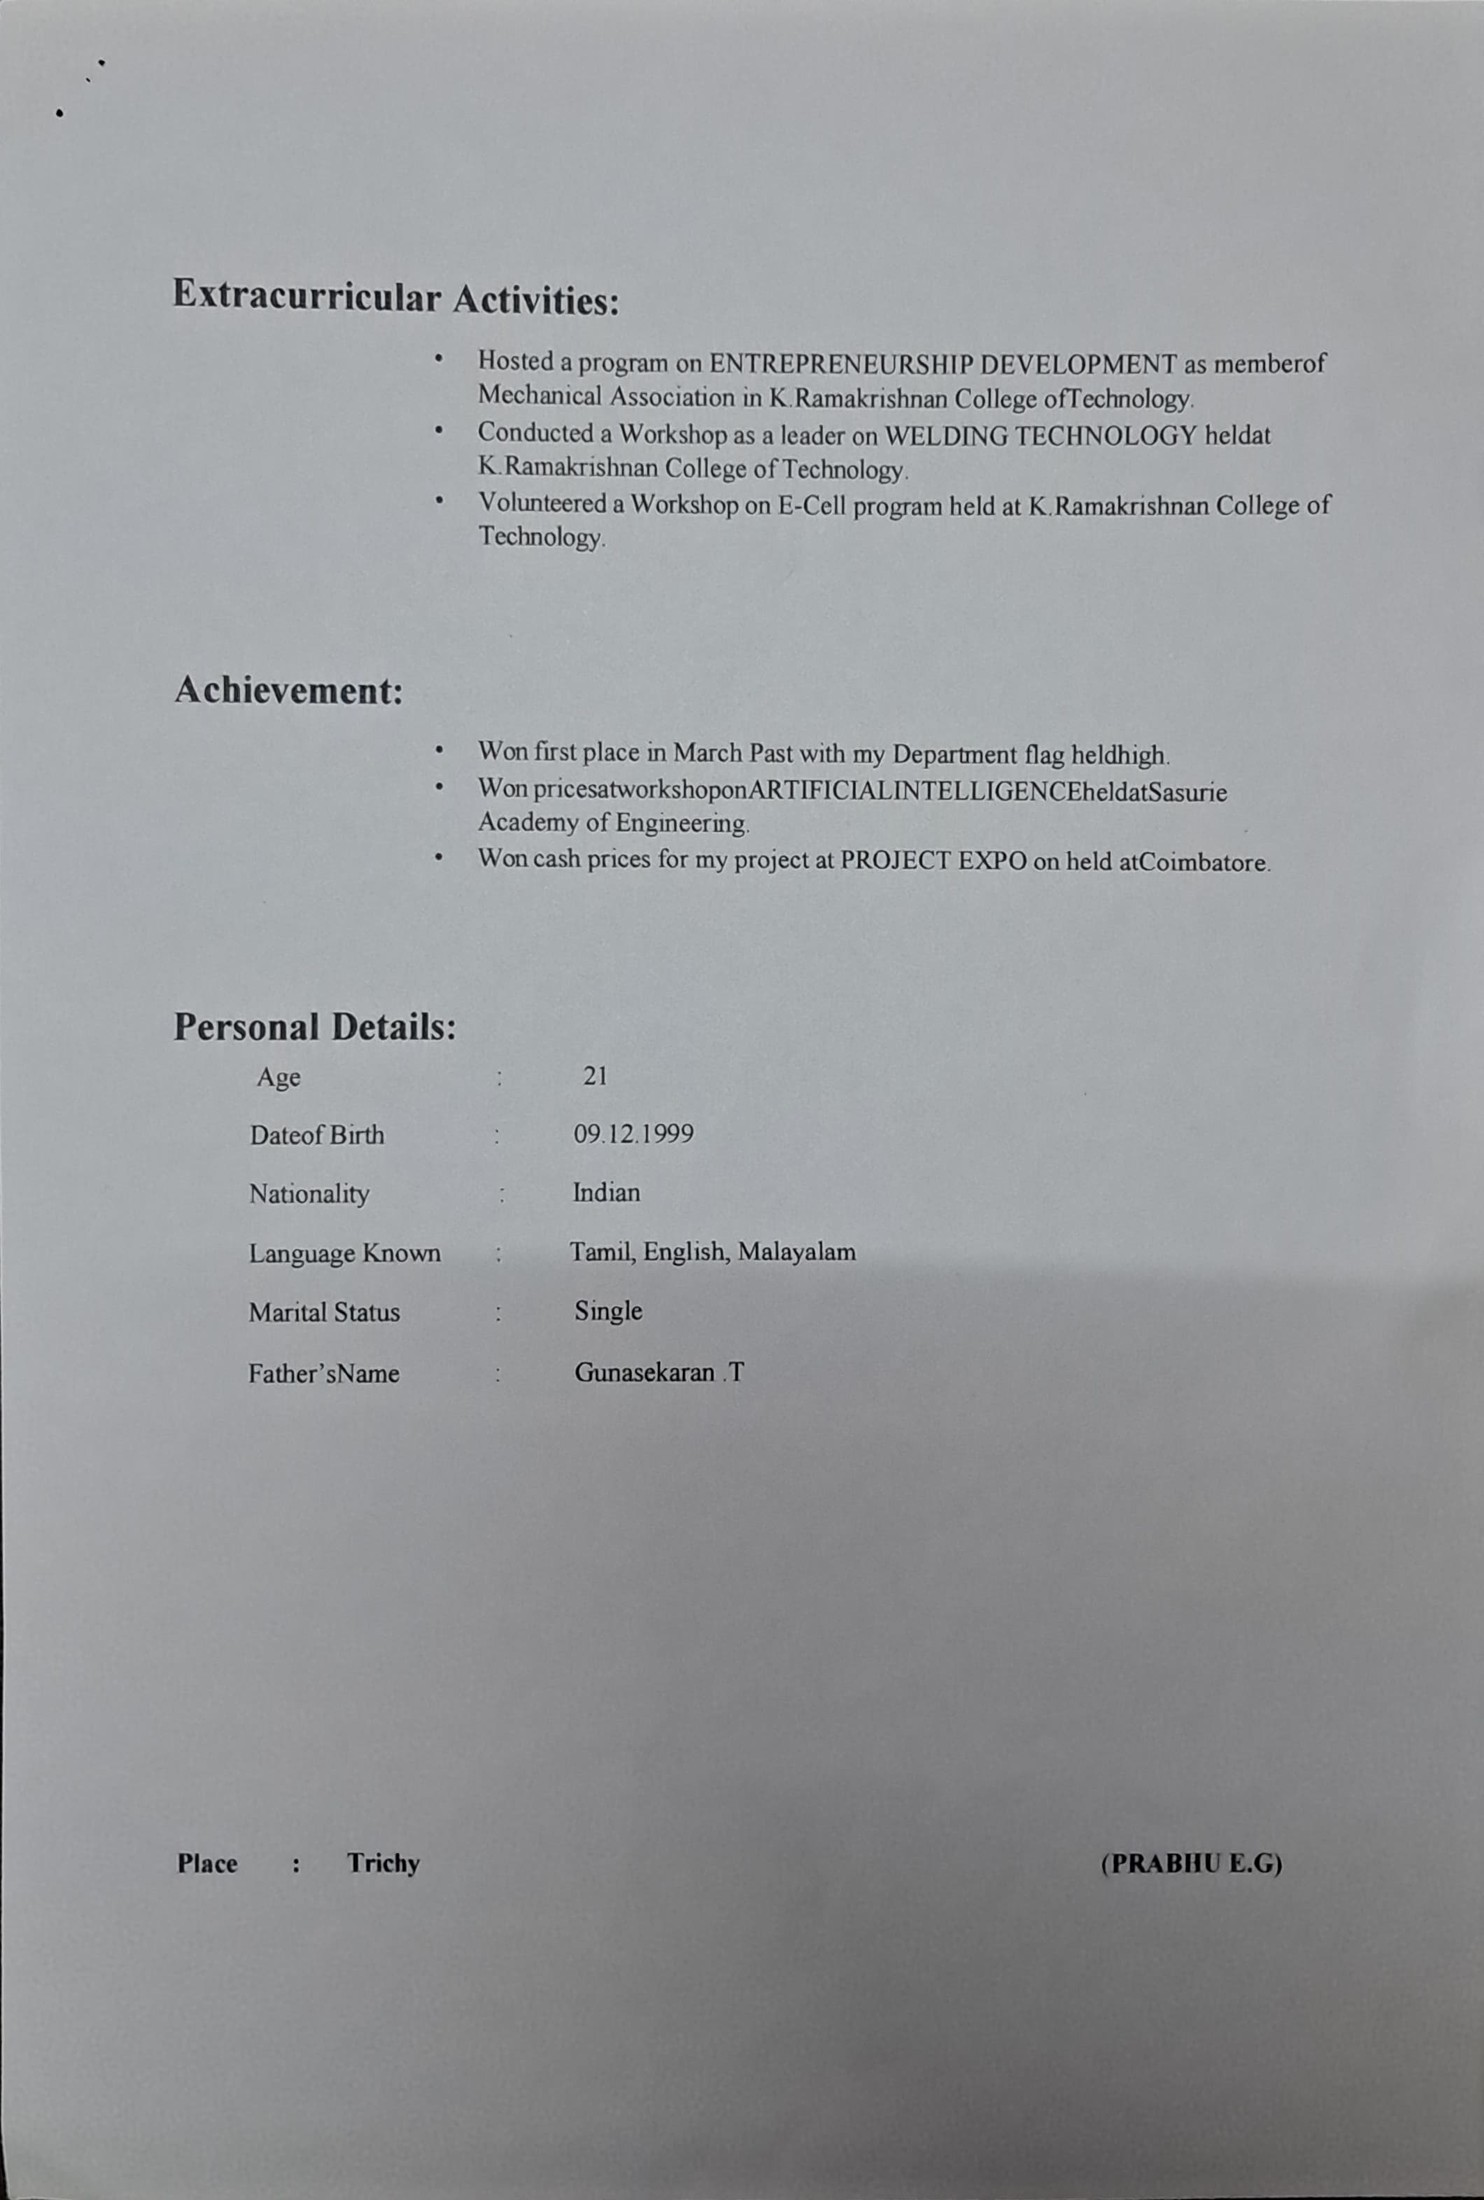 Extracurricular Activities:
• Hosted a program on ENTREPRENEURSHIP DEVELOPMENT as memberof
Mechanical Association in K.Ramakrishnan College ofTechnology.
• Conducted a Workshop as a leader on WELDING TECHNOLOGY heldat
K.Ramakrishnan College of Technology.
• Volunteered a Workshop on E-Cell program held at K.Ramakrishnan College of
Technology.
Achievement:
• Won first place in March Past with my Department flag heldhigh.
• Won pricesatworkshoponARTIFICIALINTELLIGENCEheldatSasurie
Academy of Engineering.
• Won cash prices for my project at PROJECT EXPO on held atCoimbatore.
Personal Details:
Age : 21
Dateof Birth : 09.12.1999
Nationality : Indian
Language Known : Tamil, English, Malayalam
Marital Status : Single
Father'sName : Gunasekaran .T
Place : Trichy (PRABHU E.G)